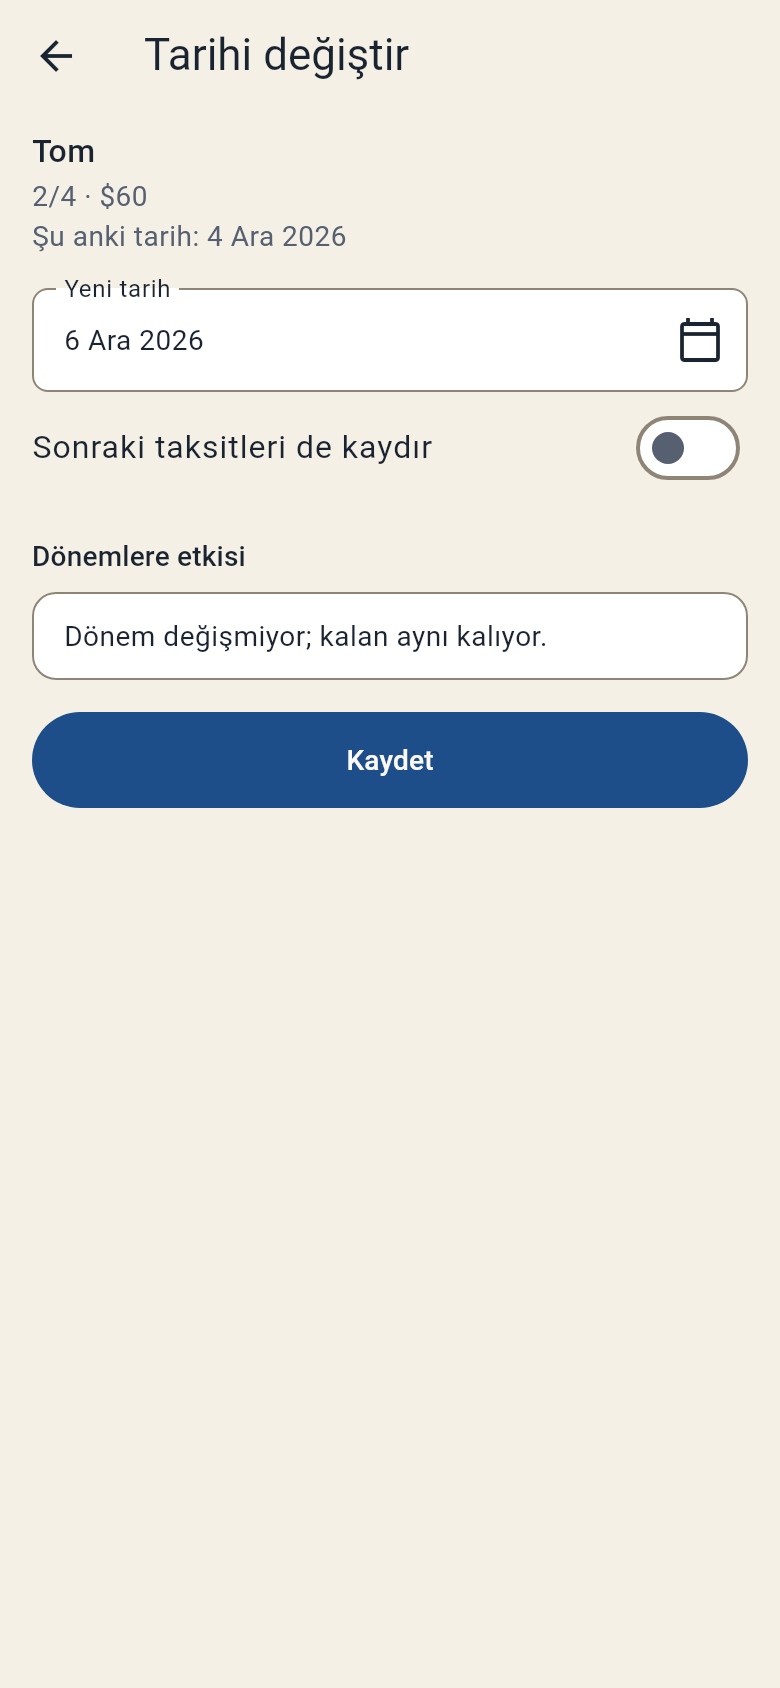 Tarihi değiştir
Tom
2/4 · $60
Şu anki tarih: 4 Ara 2026
Yeni tarih
6 Ara 2026
Sonraki taksitleri de kaydır
Dönemlere etkisi
Dönem değişmiyor; kalan aynı kalıyor.
Kaydet